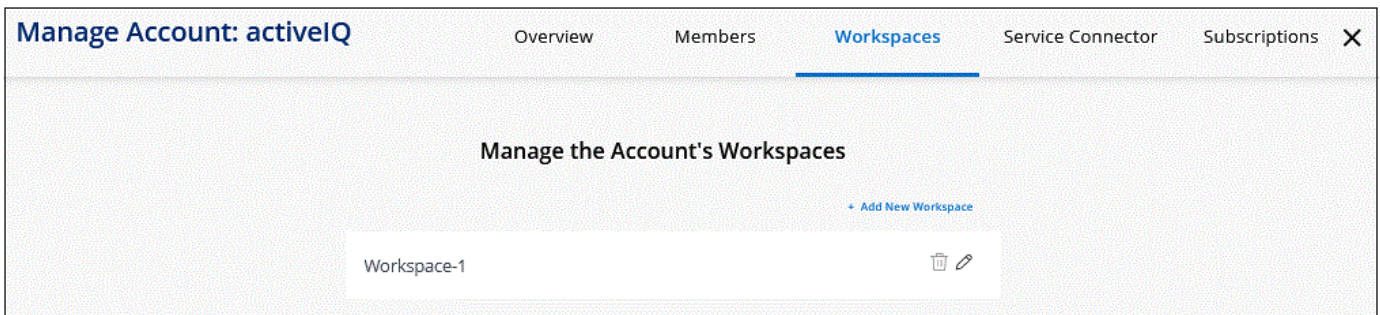 Manage Account: activeIQ
Overview
Members
Workspaces
Service Connector
Subscriptions
Manage the Account's Workspaces
+ Add New Workspace
Workspace-1